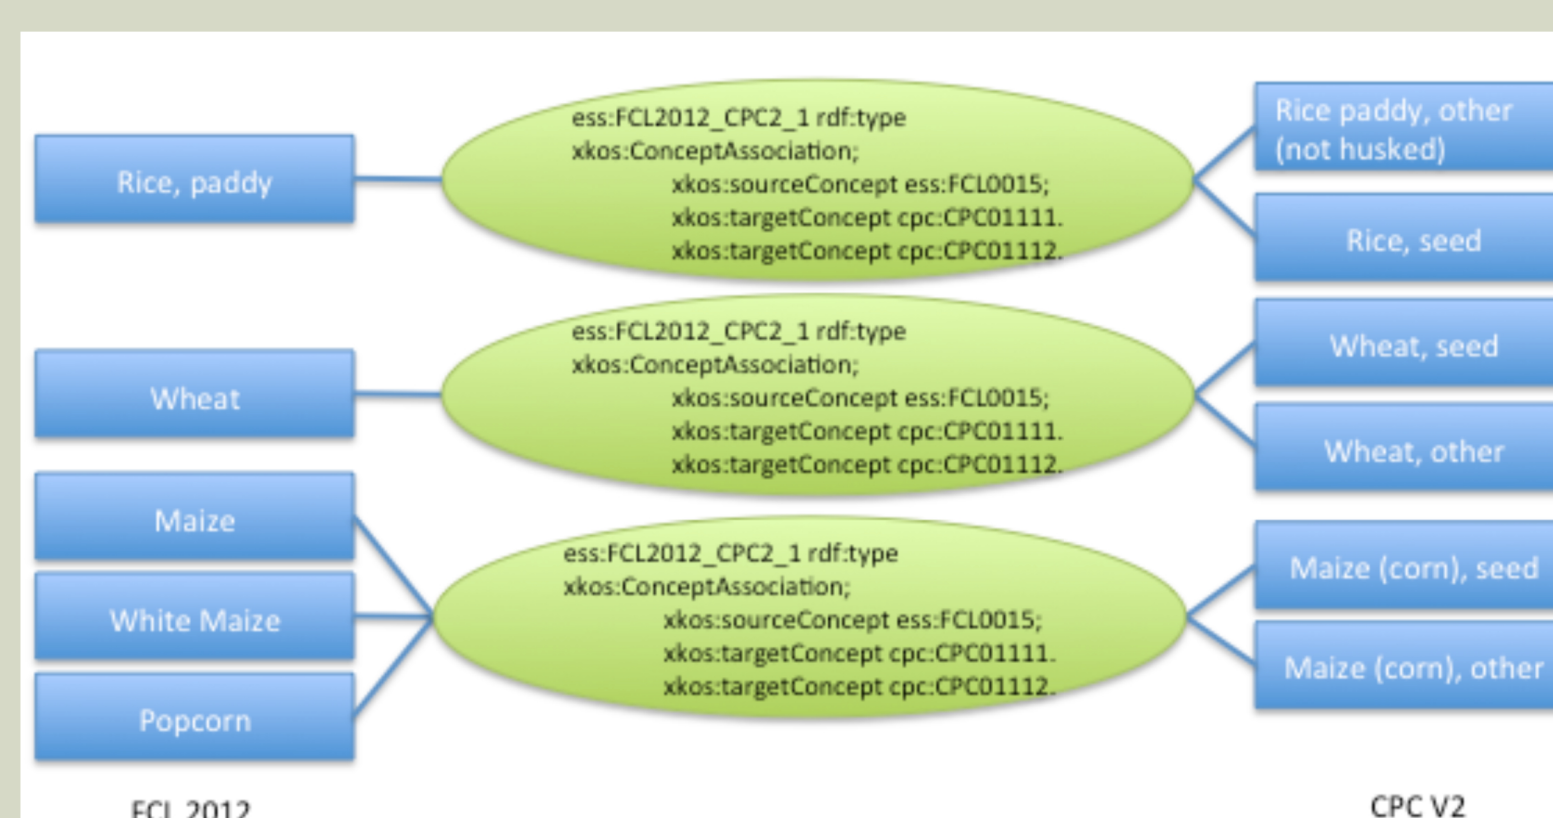 Rice, paddy
ess:FCL2012_CPC2_1 rdf:type
xkos:ConceptAssociation;
xkos:sourceConcept ess:FCL0015;
xkos:targetConcept cpc:CPC01111.
xkos:targetConcept cpc:CPC01112.
Rice paddy, other
(not husked)
Rice, seed
Wheat
ess:FCL2012_CPC2_1 rdf:type
xkos:ConceptAssociation;
xkos:sourceConcept ess:FCL0015;
xkos:targetConcept cpc:CPC01111.
xkos:targetConcept cpc:CPC01112.
Wheat, seed
Wheat, other
Maize
White Maize
Popcorn
ess:FCL2012_CPC2_1 rdf:type
xkos:ConceptAssociation;
xkos:sourceConcept ess:FCL0015;
xkos:targetConcept cpc:CPC01111.
xkos:targetConcept cpc:CPC01112.
Maize (corn), seed
Maize (corn), other
FCL 2012
CPC V2